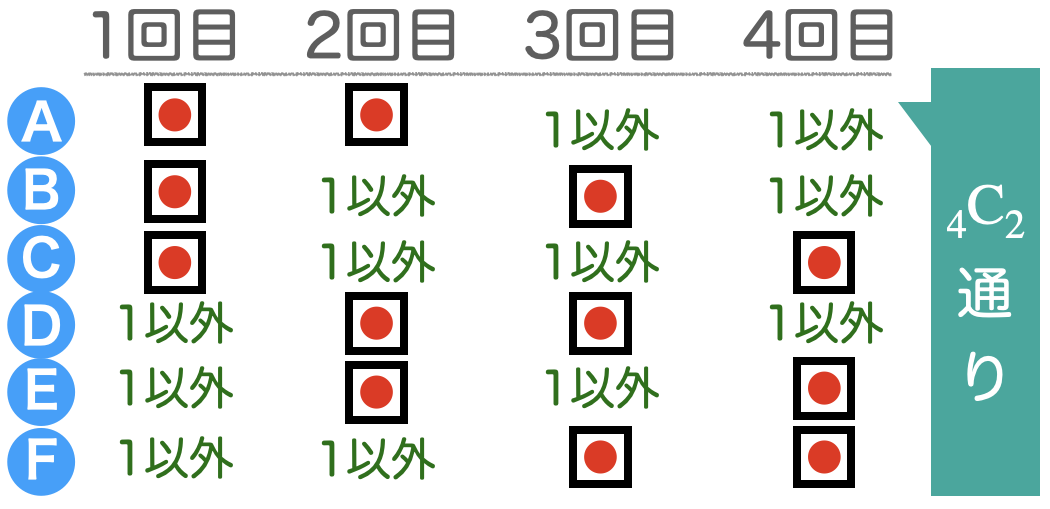 1回目 2回目 3回目 4回目
A 1以外 1以外
B 1以外 1以外
C 1以外 1以外
D 1以外 1以外
E 1以外 1以外
F 1以外 1以外
₄C₂
通
り